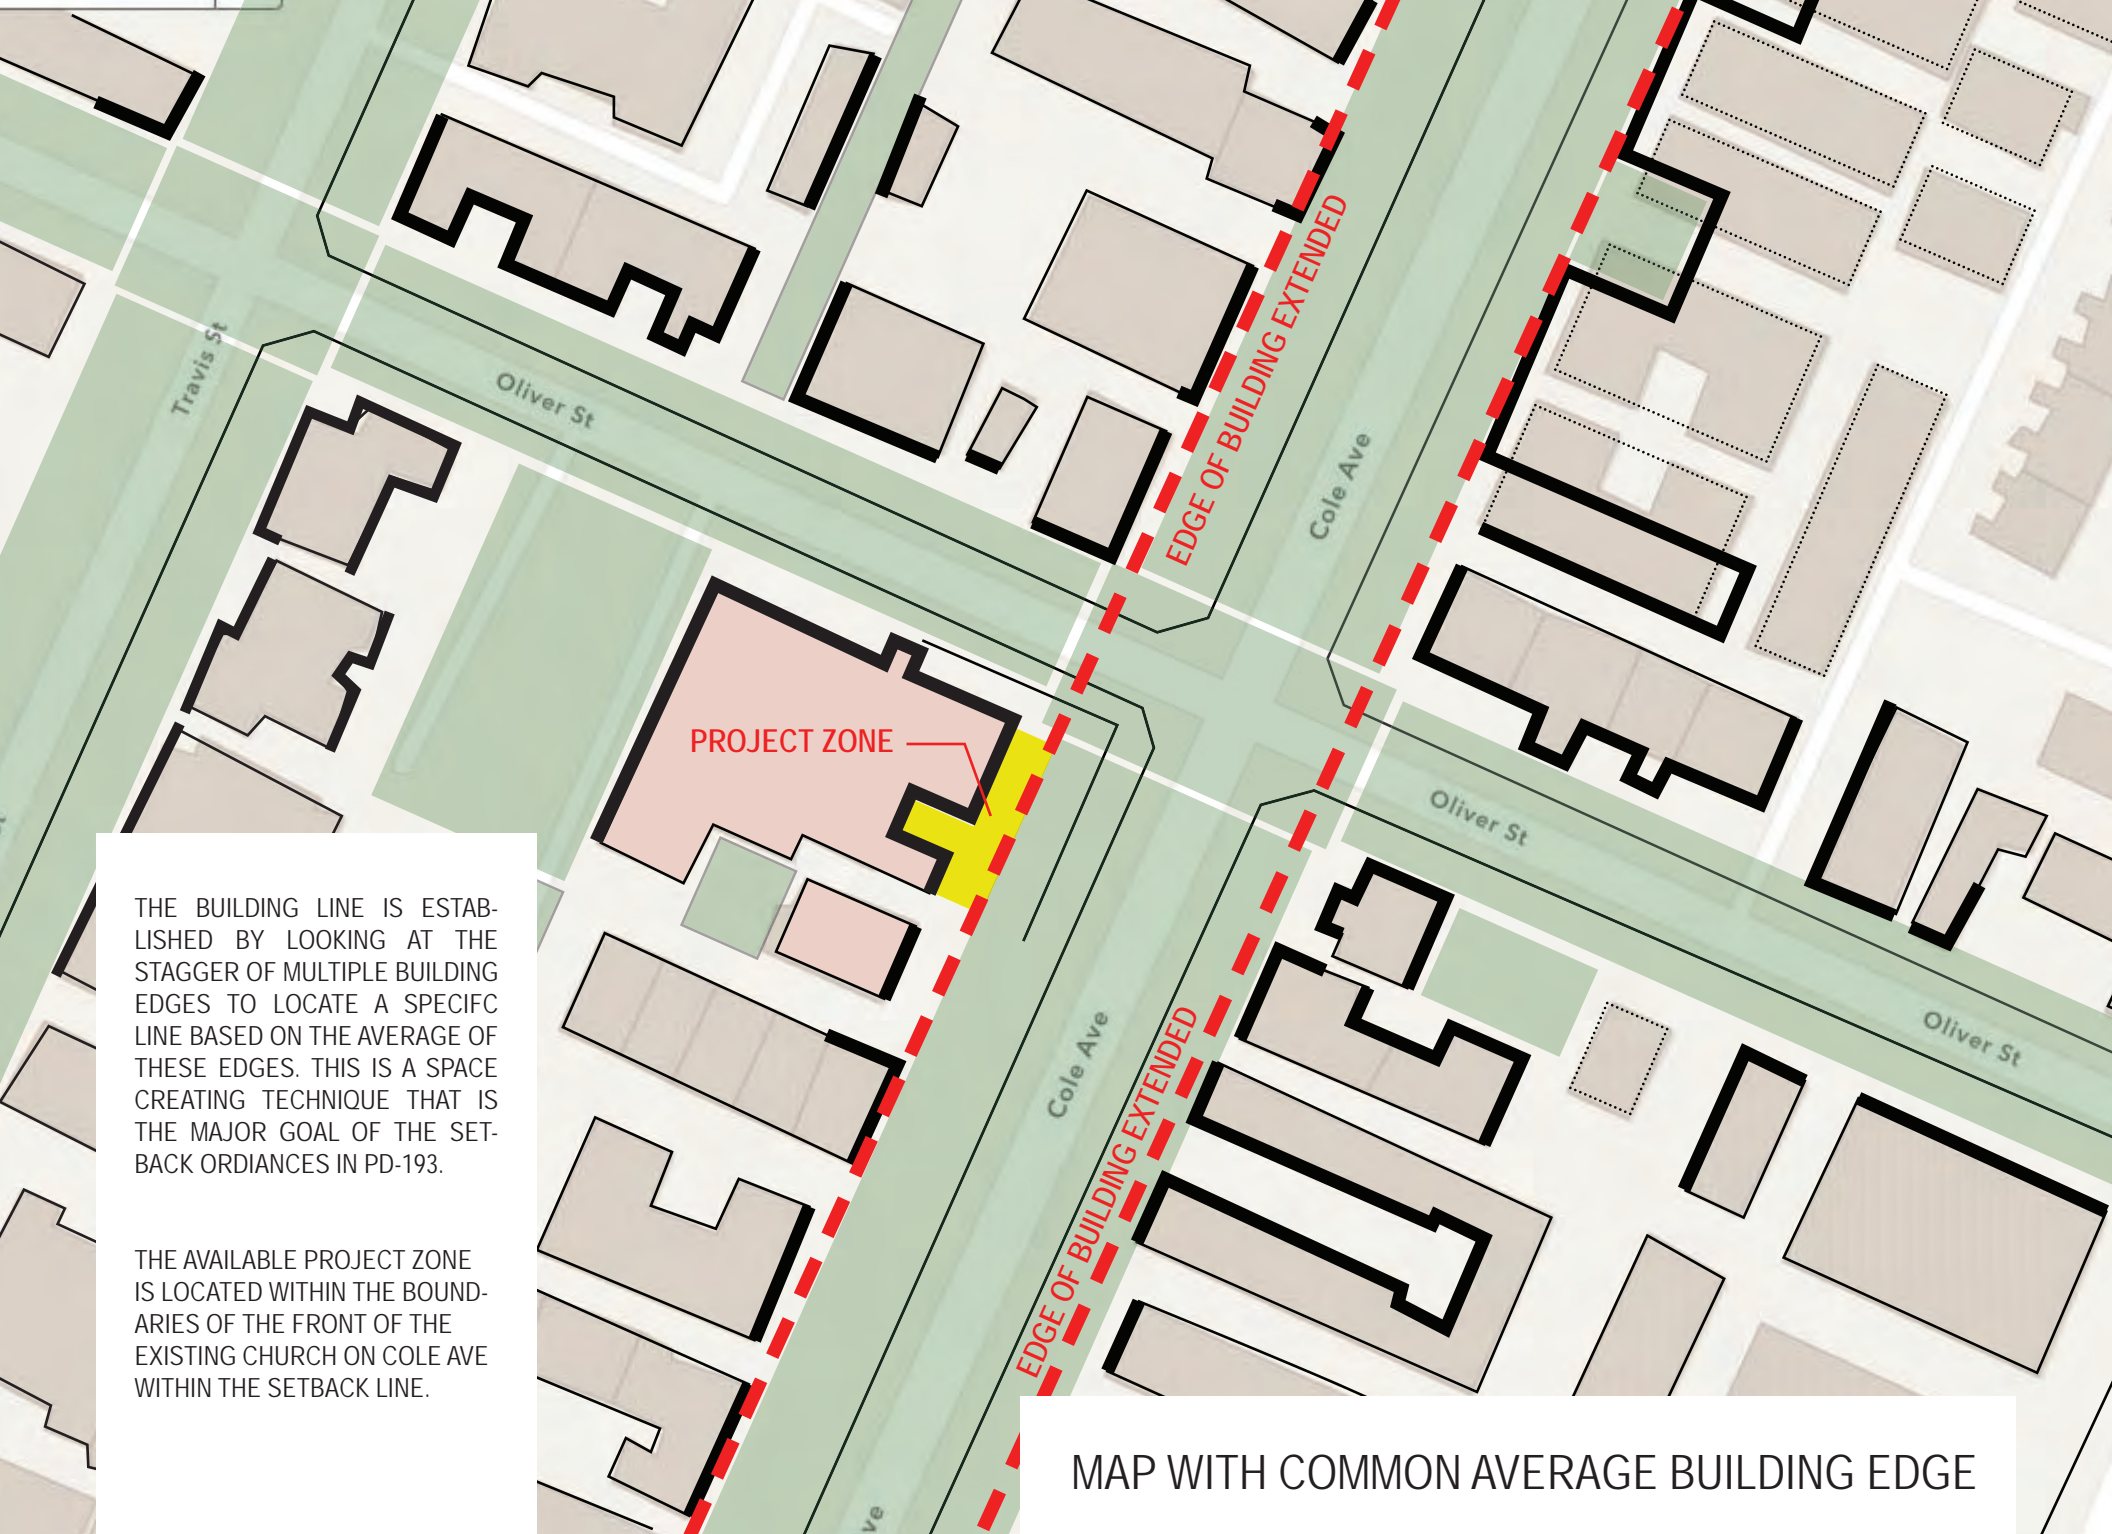 Travis St
Oliver St
EDGE OF BUILDING EXTENDED
Cole Ave
PROJECT ZONE
Oliver St
THE BUILDING LINE IS ESTAB-
LISHED BY LOOKING AT THE
STAGGER OF MULTIPLE BUILDING
EDGES TO LOCATE A SPECIFC
LINE BASED ON THE AVERAGE OF
THESE EDGES. THIS IS A SPACE
CREATING TECHNIQUE THAT IS
THE MAJOR GOAL OF THE SET-
BACK ORDIANCES IN PD-193.
THE AVAILABLE PROJECT ZONE
IS LOCATED WITHIN THE BOUND-
ARIES OF THE FRONT OF THE
EXISTING CHURCH ON COLE AVE
WITHIN THE SETBACK LINE.
Cole Ave
EDGE OF BUILDING EXTENDED
Oliver St
MAP WITH COMMON AVERAGE BUILDING EDGE